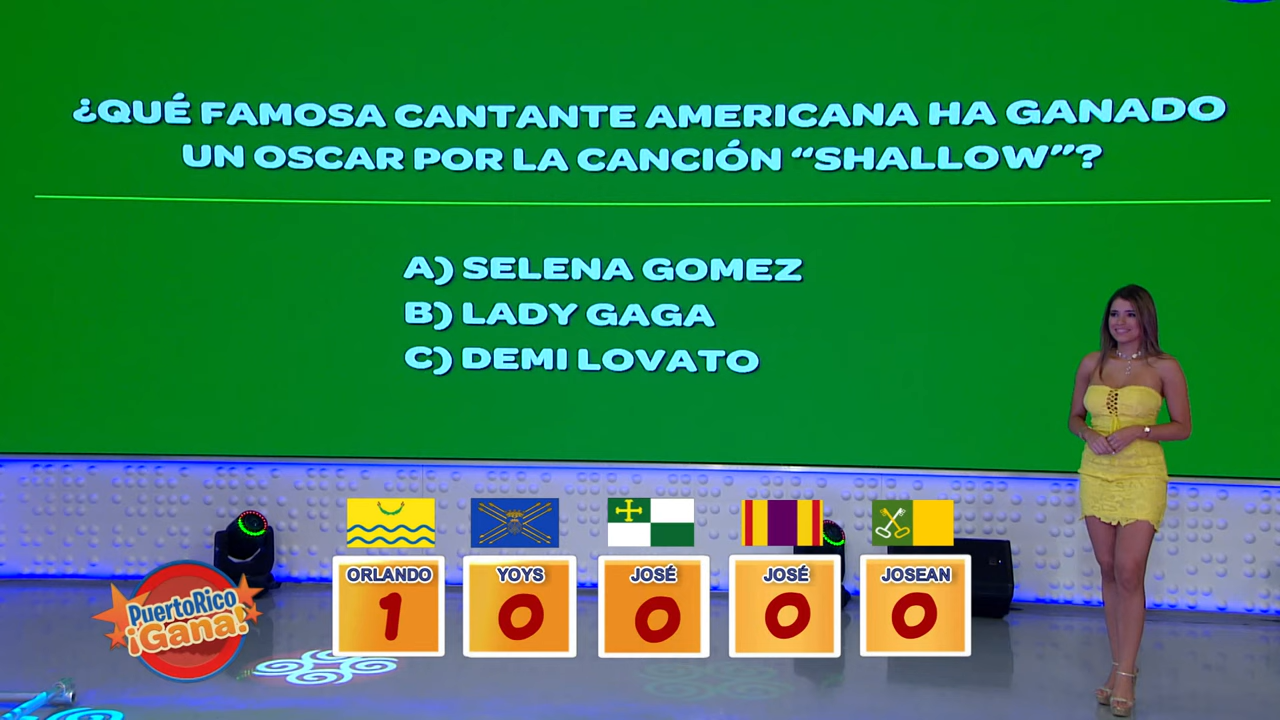 ¿QUÉ FAMOSA CANTANTE AMERICANA HA GANADO
UN OSCAR POR LA CANCIÓN “SHALLOW”?
A) SELENA GOMEZ
B) LADY GAGA
C) DEMI LOVATO
ORLANDO
1
YOYS
0
JOSÉ
0
JOSÉ
0
JOSEAN
0
PuertoRico
¡Gana!